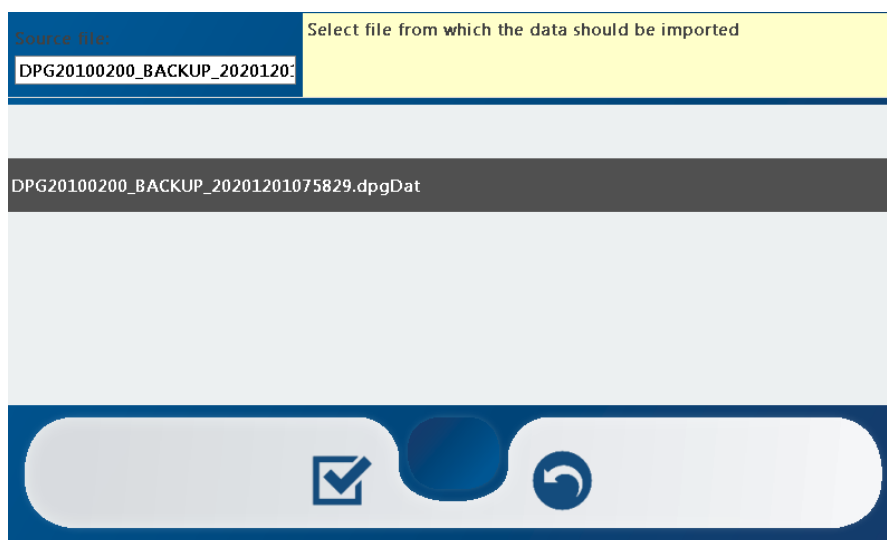 Source file:
Select file from which the data should be imported
DPG20100200_BACKUP_2020120
DPG20100200_BACKUP_20201201075829.dpgDat